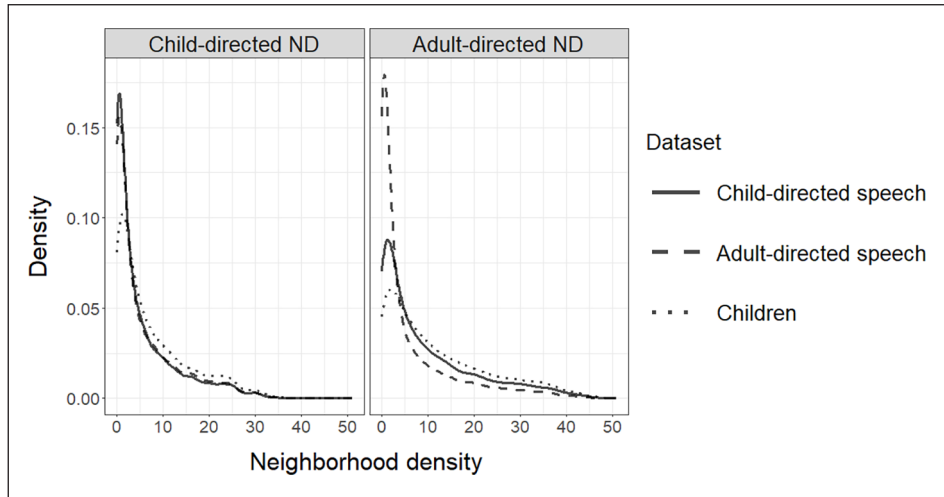 Child-directed ND
Adult-directed ND
0.15
0.10
0.05
0.00
Density
0 10 20 30 40 50
0 10 20 30 40 50
Neighborhood density
Dataset
Child-directed speech
Adult-directed speech
Children